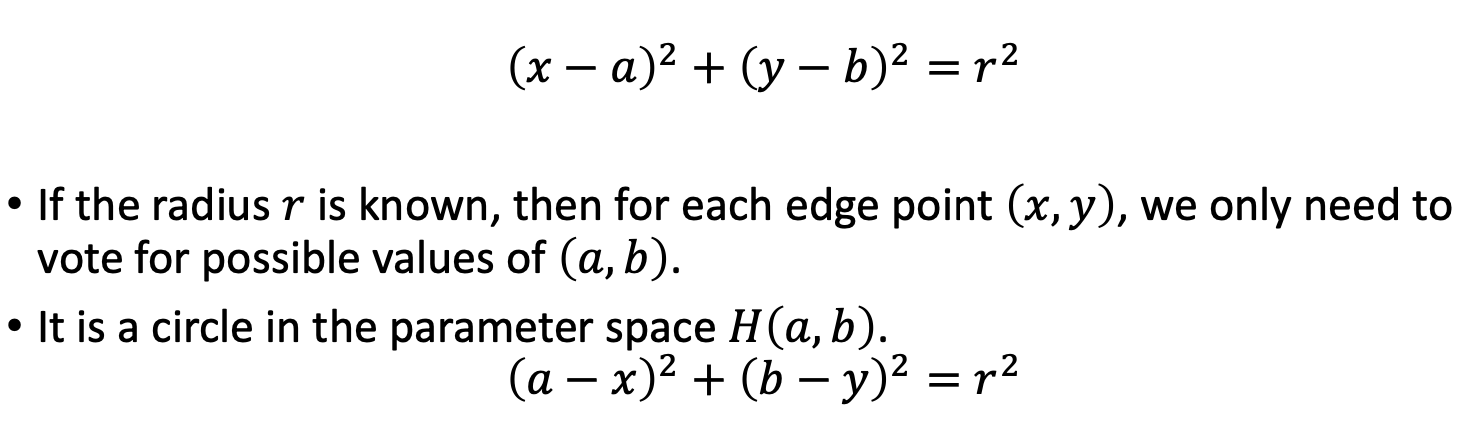 (x − a)² + (y − b)² = r²
• If the radius r is known, then for each edge point (x, y), we only need to
vote for possible values of (a, b).
• It is a circle in the parameter space H(a, b).
(a − x)² + (b − y)² = r²